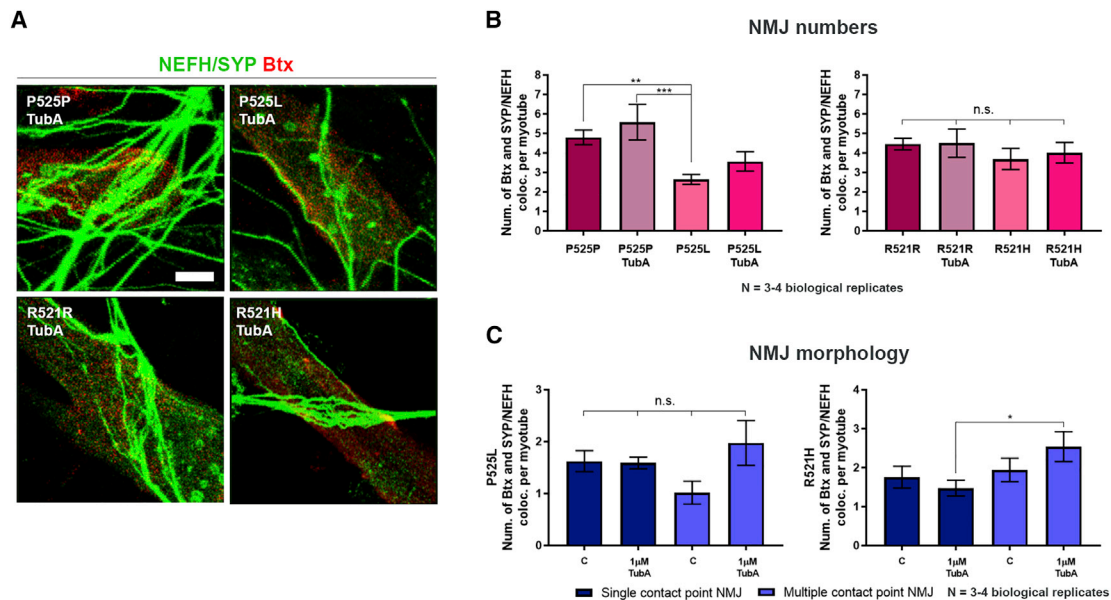 A
NEFH/SYP Btx
P525P
TubA
P525L
TubA
R521R
TubA
R521H
TubA
B
NMJ numbers
Num. of Btx and SYP/NEFH
coloc. per myotube
8
7
6
5
4
3
2
1
0
**
***
P525P
P525P
TubA
P525L
P525L
TubA
Num. of Btx and SYP/NEFH
coloc. per myotube
8
7
6
5
4
3
2
1
0
n.s.
R521R
R521R
TubA
R521H
R521H
TubA
N = 3-4 biological replicates
C
NMJ morphology
P525L
Num. of Btx and SYP/NEFH
coloc. per myotube
3
2
1
0
n.s.
C
1µM
TubA
C
1µM
TubA
R521H
Num. of Btx and SYP/NEFH
coloc. per myotube
4
3
2
1
0
*
C
1µM
TubA
C
1µM
TubA
Single contact point NMJ
Multiple contact point NMJ
N = 3-4 biological replicates